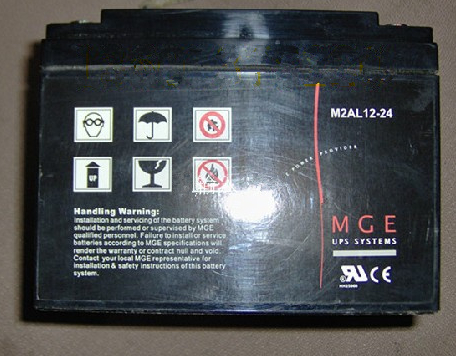 M2AL12-24
UP
Handling Warning:
Installation and servicing of the battery system
should be performed or supervised by MGE
qualified personnel. Failure to install or service
batteries according to MGE specifications will
render the warranty or contract null and void.
Contact your local MGE representative for
installation & safety instructions of this battery
system.
MGE
UPS SYSTEMS
CE